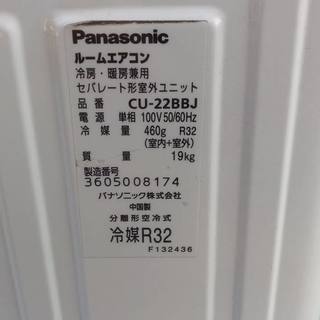 Panasonic
ルームエアコン
冷房・暖房兼用
セパレート形室外ユニット
品番 CU-22BBJ
電源 単相 100V 50/60Hz
冷媒量 460g R32
(室内+室外)
質量 19kg
製造番号
3605008174
パナソニック株式会社
中国製
分離形空冷式
冷媒R32
F132436